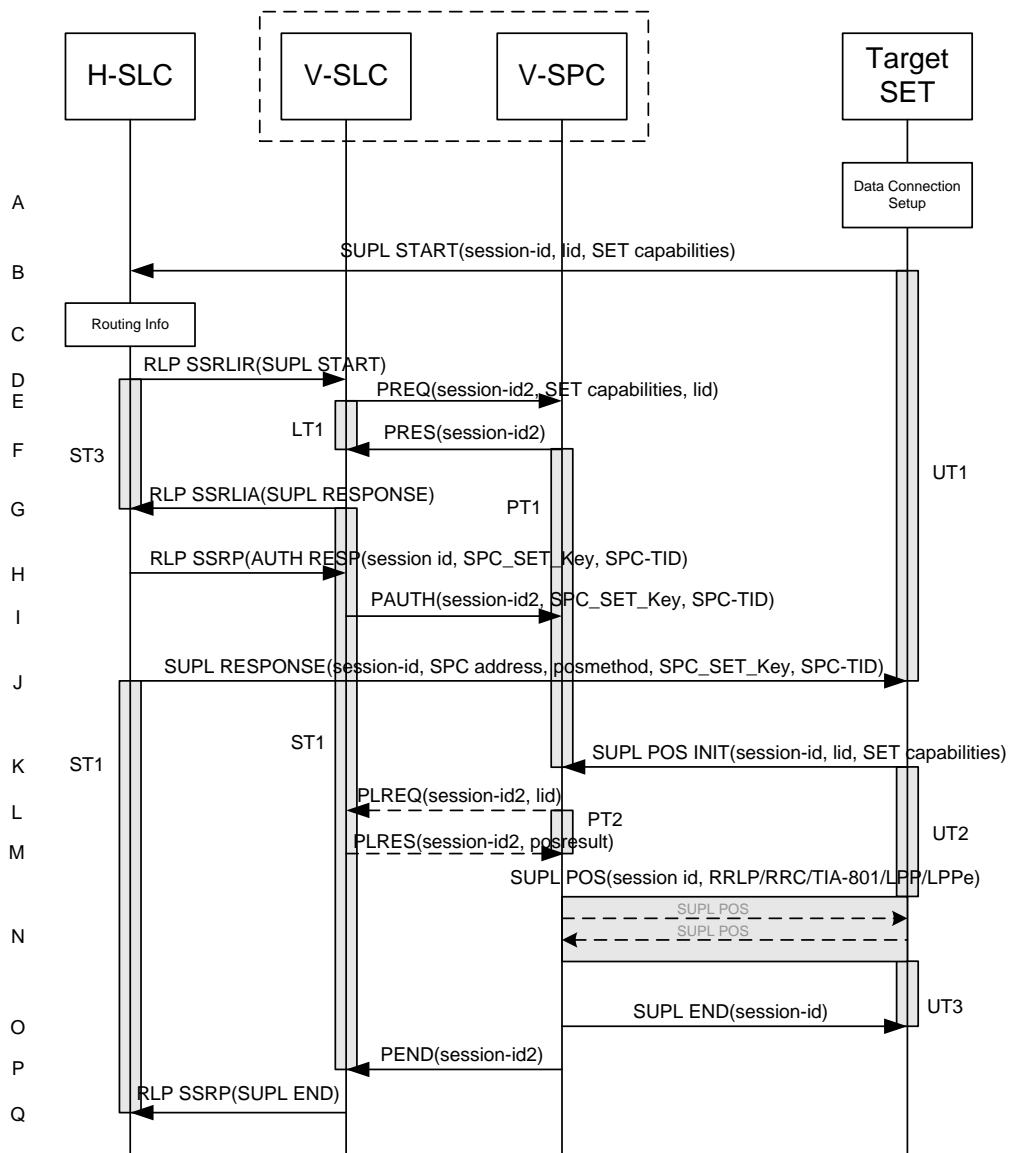 H-SLC
V-SLC
V-SPC
Target
SET
Data Connection
Setup
A
SUPL START(session-id, lid, SET capabilities)
B
Routing Info
C
RLP SSRLIR(SUPL START)
D
PREQ(session-id2, SET capabilities, lid)
E
LT1
PRES(session-id2)
F
ST3
UT1
RLP SSRLIA(SUPL RESPONSE)
G
PT1
RLP SSRP(AUTH RESP(session id, SPC_SET_Key, SPC-TID)
H
PAUTH(session-id2, SPC_SET_Key, SPC-TID)
I
SUPL RESPONSE(session-id, SPC address, posmethod, SPC_SET_Key, SPC-TID)
J
ST1
ST1
SUPL POS INIT(session-id, lid, SET capabilities)
K
PLREQ(session-id2, lid)
L
PT2
UT2
PLRES(session-id2, posresult)
M
SUPL POS(session id, RRLP/RRC/TIA-801/LPP/LPPe)
SUPL POS
SUPL POS
N
SUPL END(session-id)
UT3
O
PEND(session-id2)
P
RLP SSRP(SUPL END)
Q